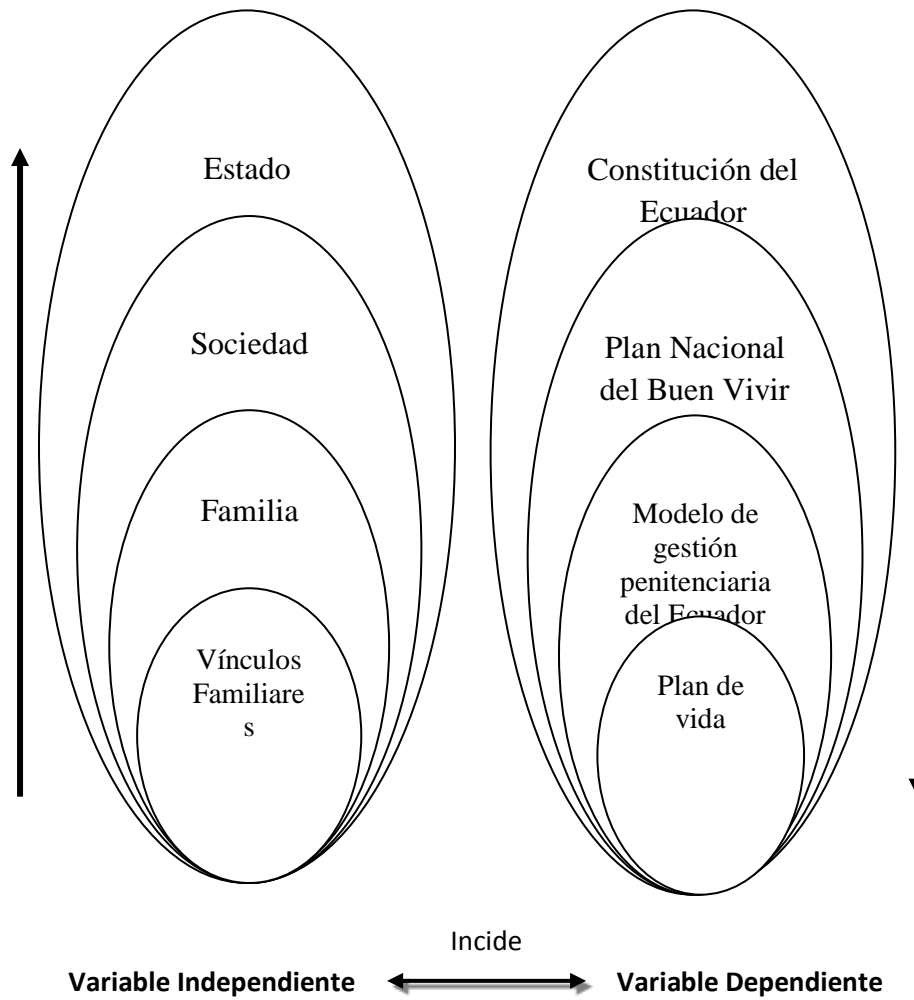 Estado
Sociedad
Familia
Vínculos
Familiare
s
Constitución del
Ecuador
Plan Nacional
del Buen Vivir
Modelo de
gestión
penitenciaria
del Ecuador
Plan de
vida
Incide
Variable Independiente
Variable Dependiente